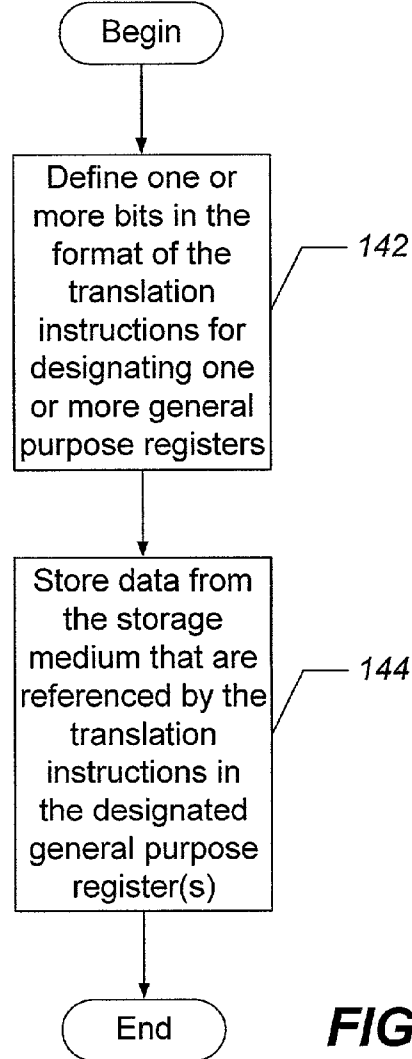 Begin
Define one or
more bits in the
format of the
translation
instructions for
designating one
or more general
purpose registers
142
Store data from
the storage
medium that are
referenced by the
translation
instructions in
the designated
general purpose
register(s)
144
End
FIG